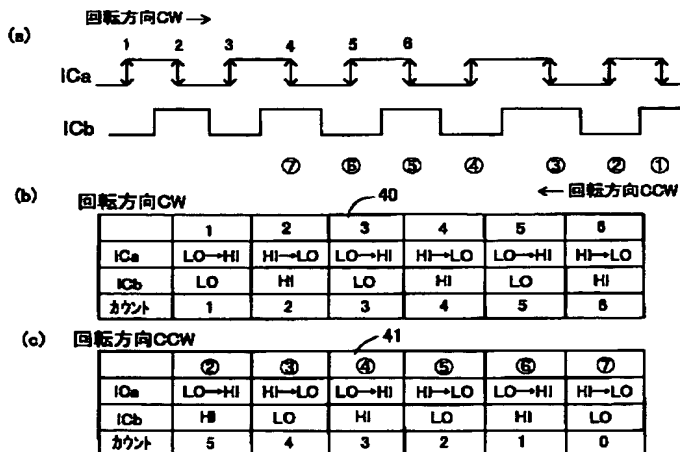 回転方向CW →
(a)
1 2 3 4 5 6
ICa
ICb
⑦ ⑥ ⑤ ④ ③ ② ①
← 回転方向CCW
(b) 回転方向CW 40
1 2 3 4 5 6
ICa LO→HI HI→LO LO→HI HI→LO LO→HI HI→LO
ICb LO HI LO HI LO HI
カウント 1 2 3 4 5 6
(c) 回転方向CCW 41
② ③ ④ ⑤ ⑥ ⑦
ICa LO→HI HI→LO LO→HI HI→LO LO→HI HI→LO
ICb HI LO HI LO HI LO
カウント 5 4 3 2 1 0